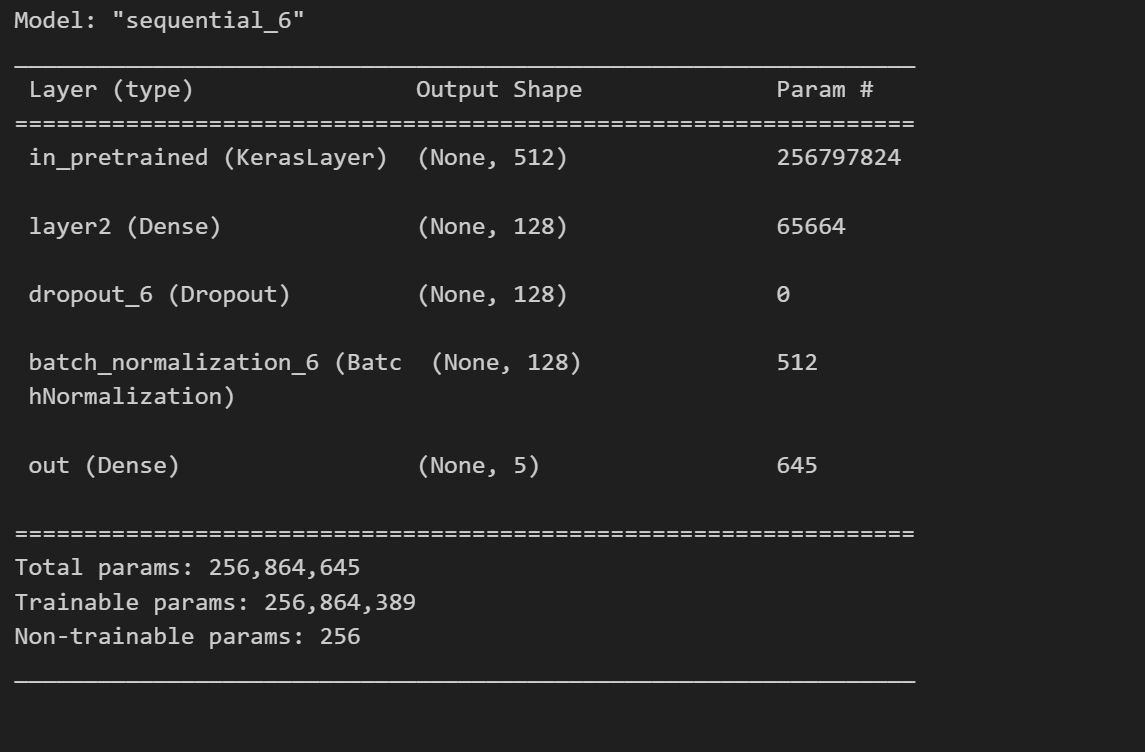 Model: "sequential_6"
_________________________________________________________________
Layer (type) Output Shape Param #
=================================================================
in_pretrained (KerasLayer) (None, 512) 256797824
layer2 (Dense) (None, 128) 65664
dropout_6 (Dropout) (None, 128) 0
batch_normalization_6 (Batc (None, 128) 512
hNormalization)
out (Dense) (None, 5) 645
=================================================================
Total params: 256,864,645
Trainable params: 256,864,389
Non-trainable params: 256
_________________________________________________________________